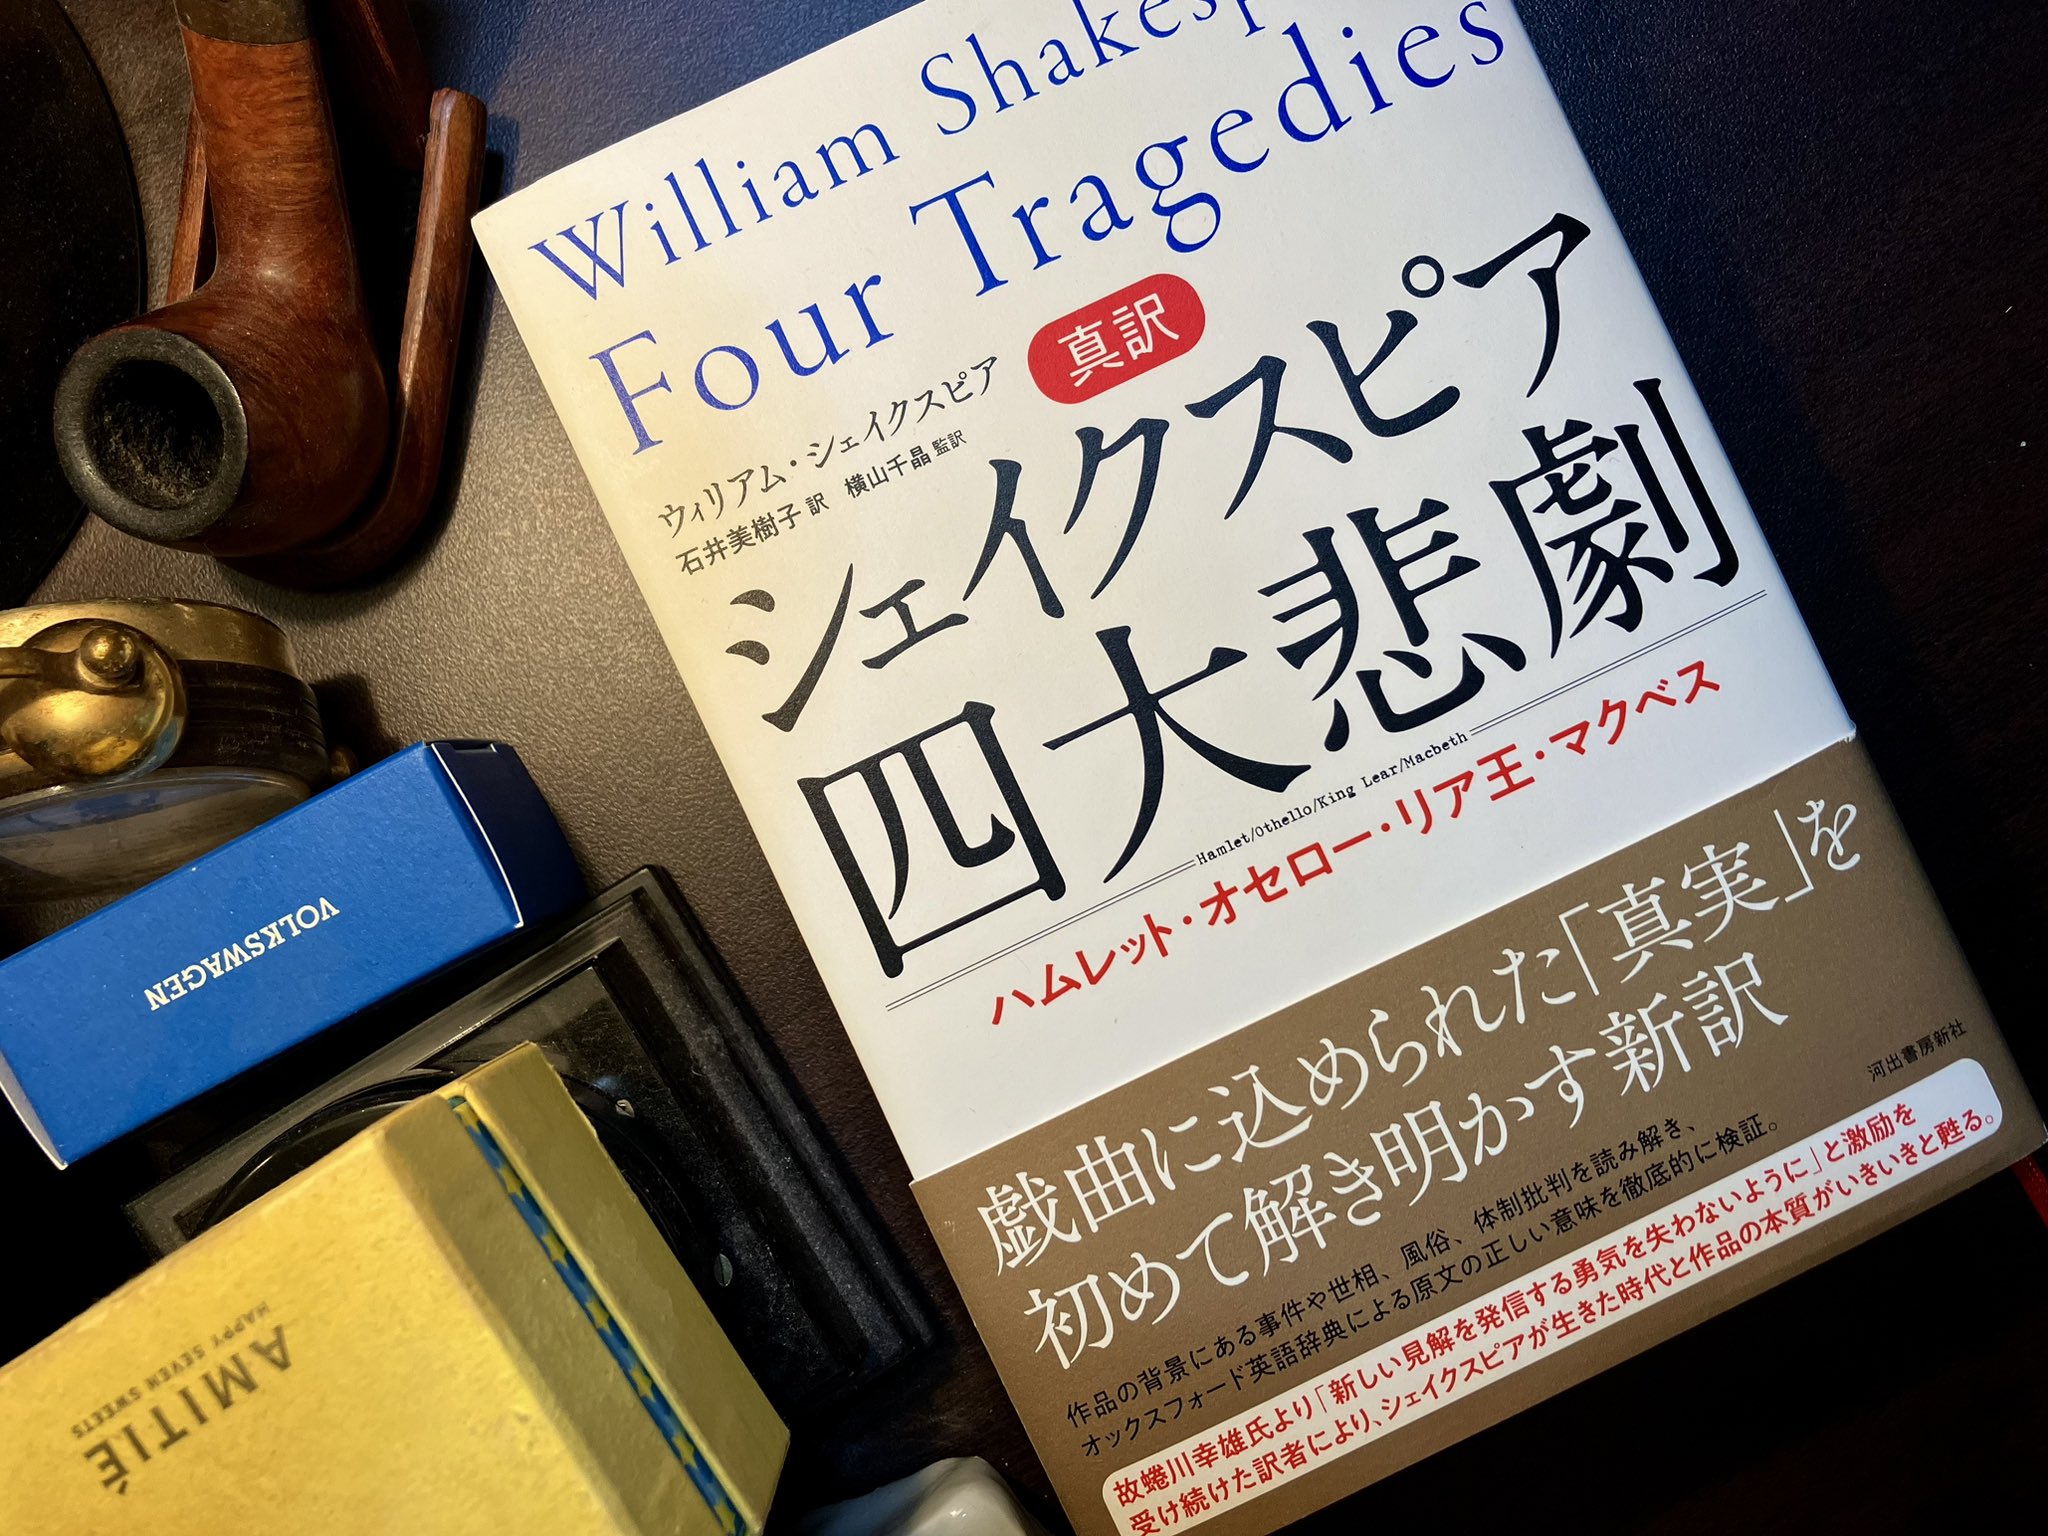 William Shakesp
Four Tragedies
真訳
ウィリアム・シェイクスピア
石井美樹子 訳 横山千晶 監訳
シェイクスピア
四大悲劇
Hamlet/Othello/King Lear/Macbeth
ハムレット・オセロー・リア王・マクベス
戯曲に込められた「真実」を
初めて解き明かす新訳
河出書房新社
作品の背景にある事件や世相、風俗、体制批判を読み解き、
オックスフォード英語辞典による原文の正しい意味を徹底的に検証。
故蜷川幸雄氏より「新しい見解を発信する勇気を失わないように」と激励を
受け続けた訳者により、シェイクスピアが生きた時代と作品の本質がいきいきと甦る。
VOLKSWAGEN
AMITIÉ
HAPPY SEVEN SWEETS